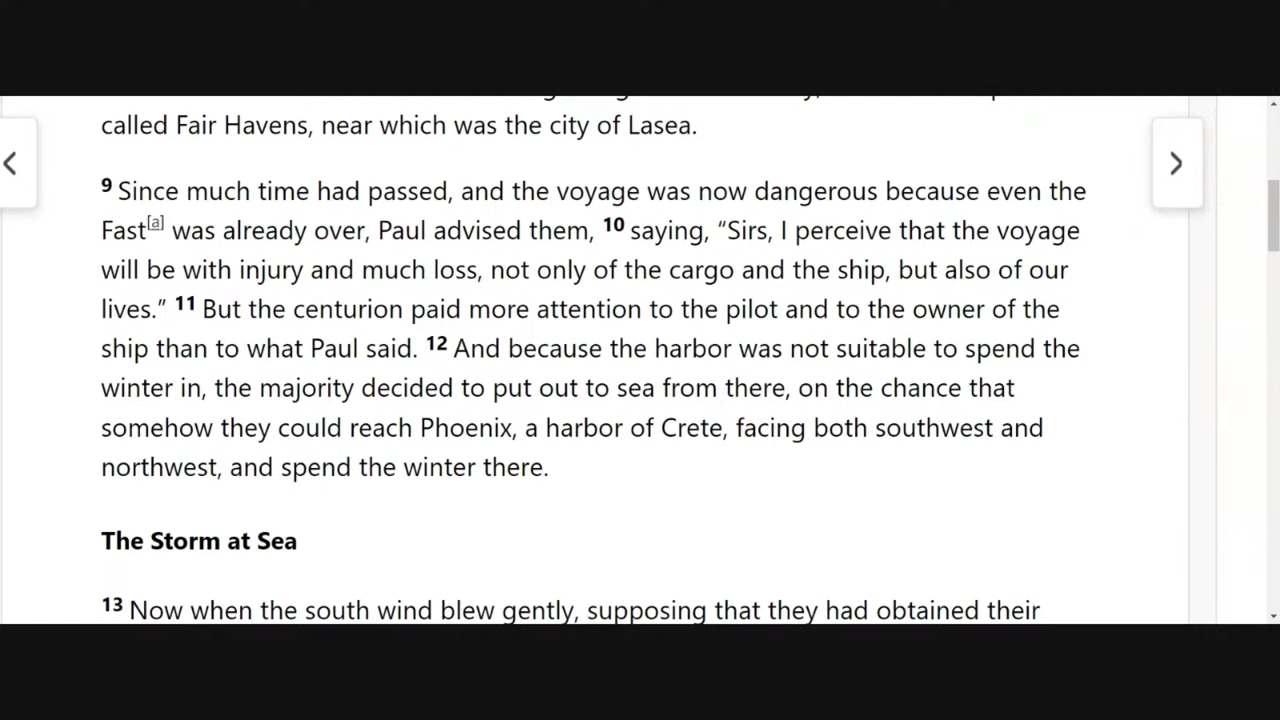 called Fair Havens, near which was the city of Lasea.
9 Since much time had passed, and the voyage was now dangerous because even the
Fast[a] was already over, Paul advised them, 10 saying, “Sirs, I perceive that the voyage
will be with injury and much loss, not only of the cargo and the ship, but also of our
lives.” 11 But the centurion paid more attention to the pilot and to the owner of the
ship than to what Paul said. 12 And because the harbor was not suitable to spend the
winter in, the majority decided to put out to sea from there, on the chance that
somehow they could reach Phoenix, a harbor of Crete, facing both southwest and
northwest, and spend the winter there.
The Storm at Sea
13 Now when the south wind blew gently, supposing that they had obtained their